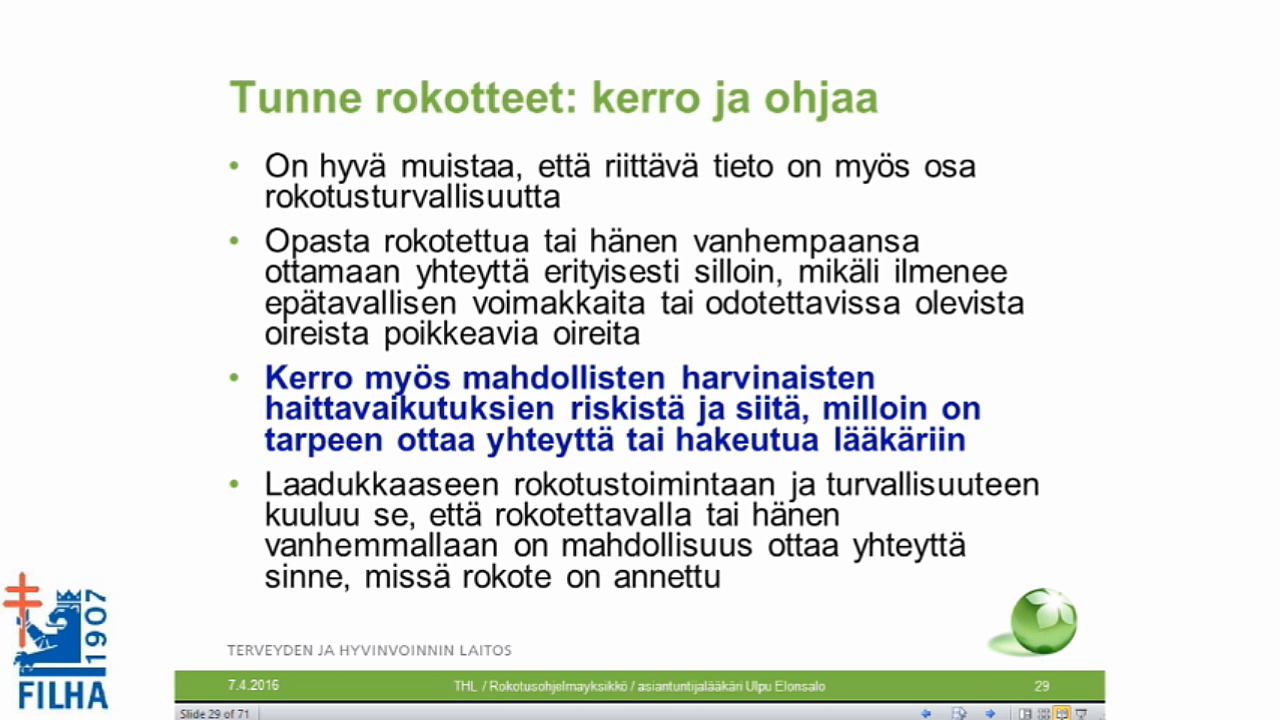 Tunne rokotteet: kerro ja ohjaa
• On hyvä muistaa, että riittävä tieto on myös osa
rokotusturvallisuutta
• Opasta rokotettua tai hänen vanhempaansa
ottamaan yhteyttä erityisesti silloin, mikäli ilmenee
epätavallisen voimakkaita tai odotettavissa olevista
oireista poikkeavia oireita
• Kerro myös mahdollisten harvinaisten
haittavaikutuksien riskistä ja siitä, milloin on
tarpeen ottaa yhteyttä tai hakeutua lääkäriin
• Laadukkaaseen rokotustoimintaan ja turvallisuuteen
kuuluu se, että rokotettavalla tai hänen
vanhemmallaan on mahdollisuus ottaa yhteyttä
sinne, missä rokote on annettu
1907
FILHA
TERVEYDEN JA HYVINVOINNIN LAITOS
7.4.2016 THL / Rokotusohjelmayksikkö / asiantuntijalääkäri Ulpu Elonsalo 29
Slide 29 of 71